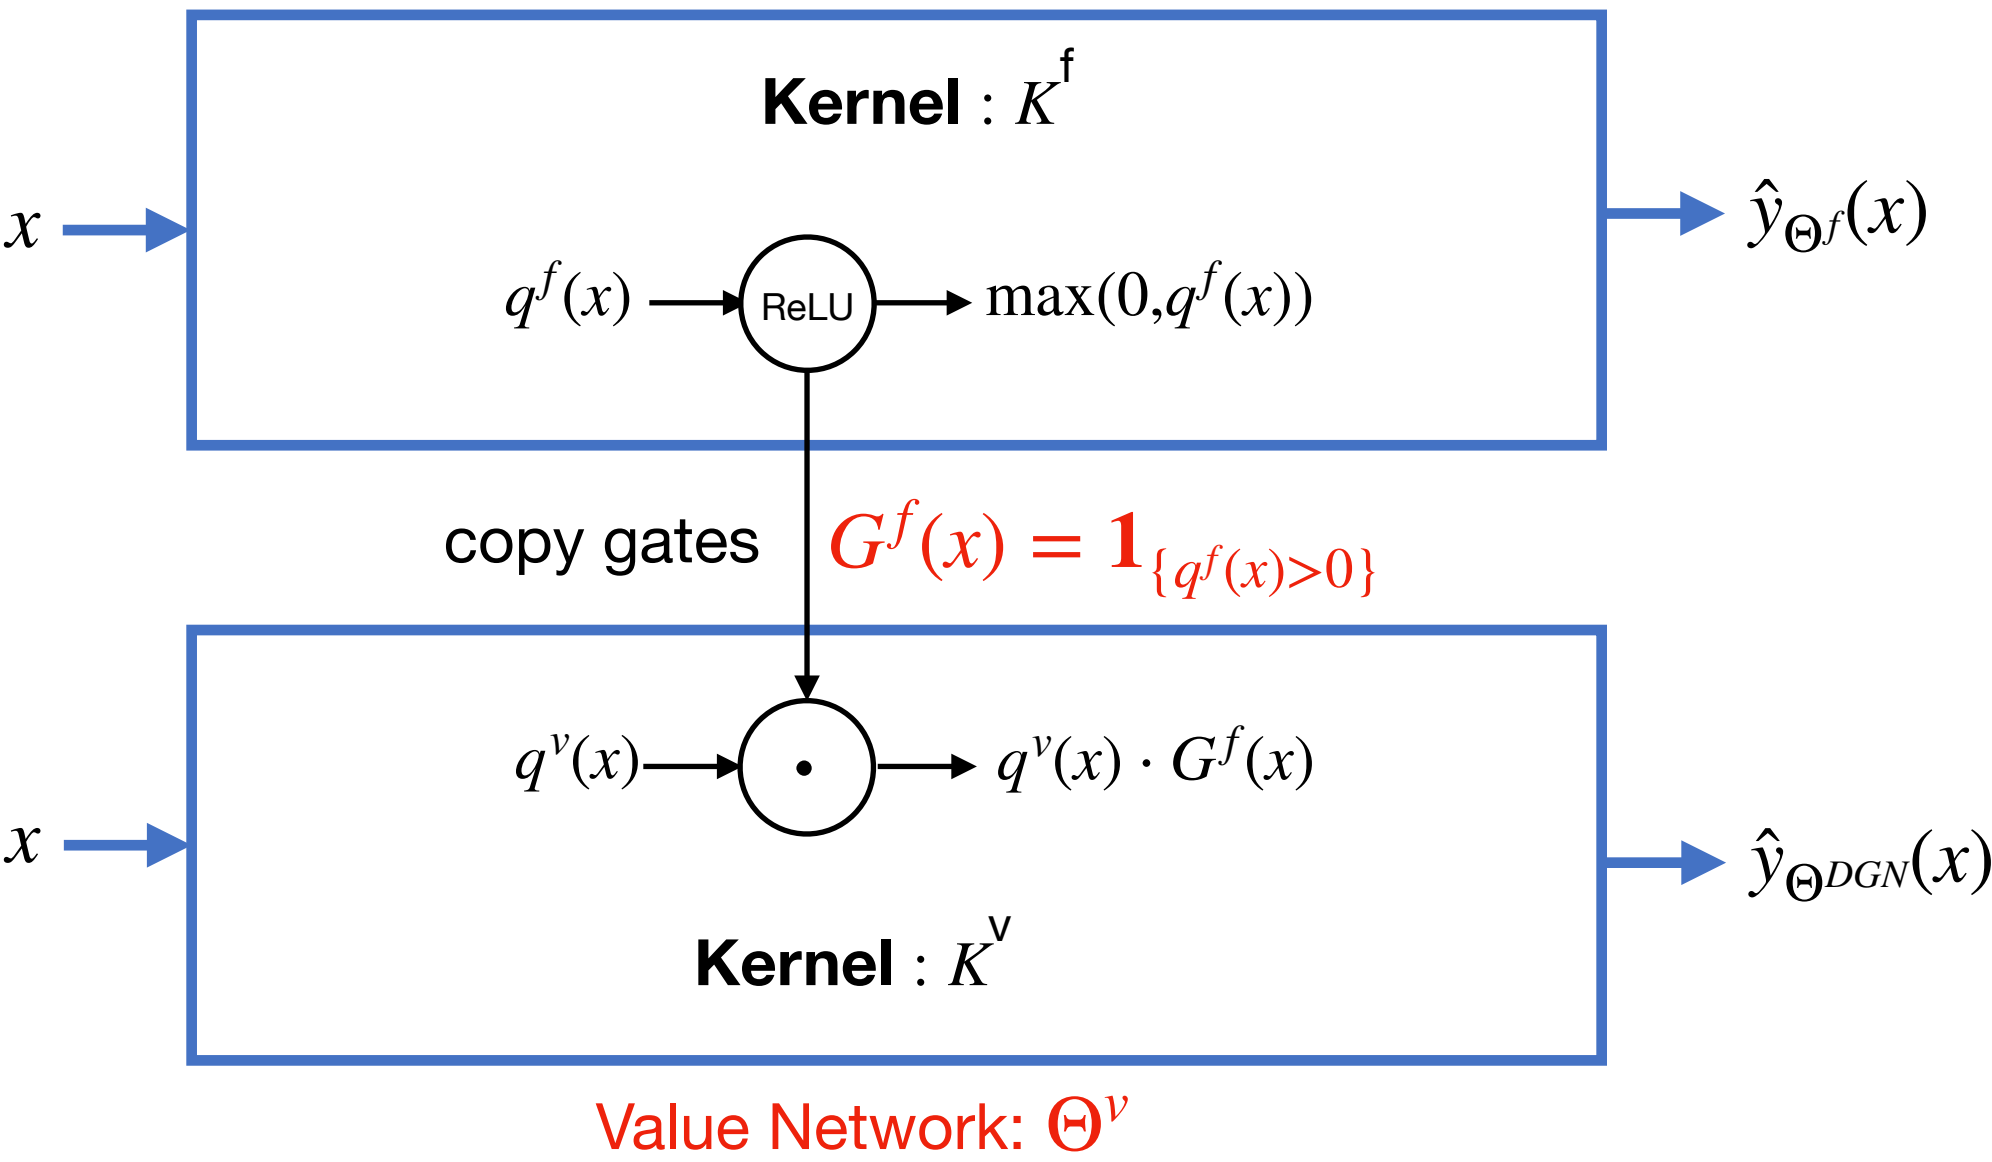 Kernel : K^f
x
ŷ_{Θ^f}(x)
q^f(x)
ReLU
max(0,q^f(x))
copy gates
G^f(x) = 1_{{q^f(x)>0}}
q^v(x)
•
q^v(x) · G^f(x)
x
ŷ_{Θ^{DGN}}(x)
Kernel : K^v
Value Network: Θ^v